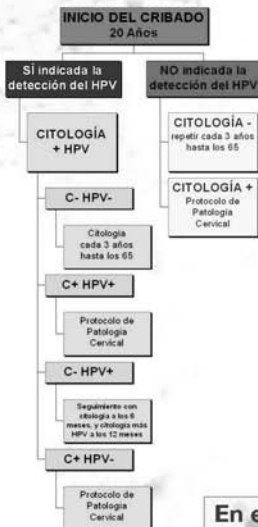 INICIO DEL CRIBADO
20 Años
SÍ indicada la
detección del HPV
NO indicada la
detección del HPV
CITOLOGÍA
+ HPV
CITOLOGÍA -
repetir cada 3 años
hasta los 65
CITOLOGÍA +
Protocolo de
Patología
Cervical
C- HPV-
Citología
cada 3 años
hasta los 65
C+ HPV+
Protocolo de
Patología
Cervical
C- HPV+
Seguimiento con
citología a los 6
meses, y citología más
HPV a los 12 meses
C+ HPV-
Protocolo de
Patología
Cervical
En e